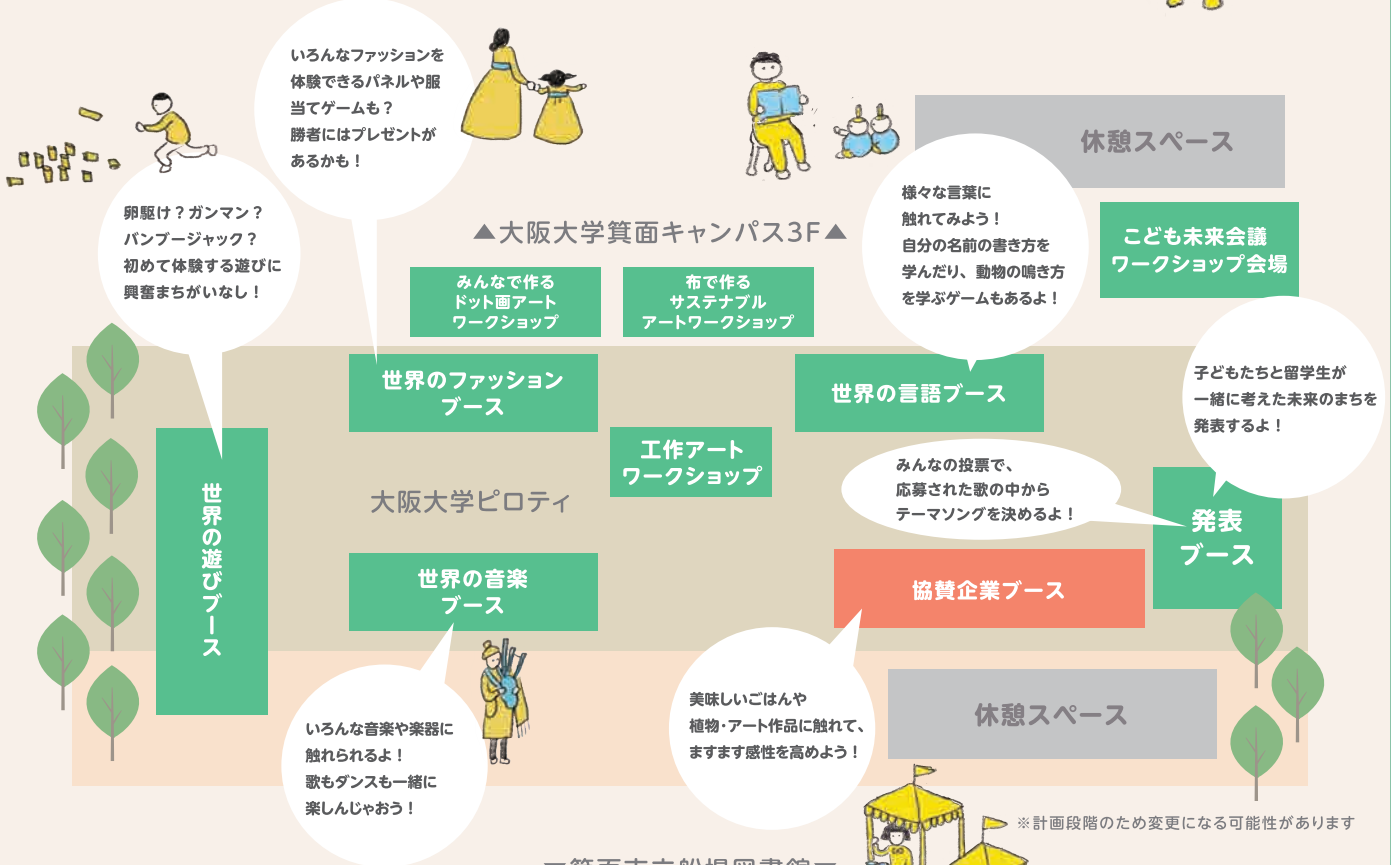 いろんなファッションを
体験できるパネルや服
当てゲームも？
勝者にはプレゼントが
あるかも！
休憩スペース
卵駆け？ガンマン？
バンブージャック？
初めて体験する遊びに
興奮まちがいなし！
様々な言葉に
触れてみよう！
自分の名前の書き方を
学んだり、動物の鳴き方
を学ぶゲームもあるよ！
こども未来会議
ワークショップ会場
▲大阪大学箕面キャンパス3F▲
みんなで作る
ドット画アート
ワークショップ
布で作る
サステナブル
アートワークショップ
世界のファッション
ブース
世界の言語ブース
子どもたちと留学生が
一緒に考えた未来のまちを
発表するよ！
工作アート
ワークショップ
みんなの投票で、
応募された歌の中から
テーマソングを決めるよ！
大阪大学ピロティ
世界の遊びブース
発表
ブース
世界の音楽
ブース
協賛企業ブース
いろんな音楽や楽器に
触れられるよ！
歌もダンスも一緒に
楽しんじゃおう！
美味しいごはんや
植物・アート作品に触れて、
ますます感性を高めよう！
休憩スペース
※計画段階のため変更になる可能性があります